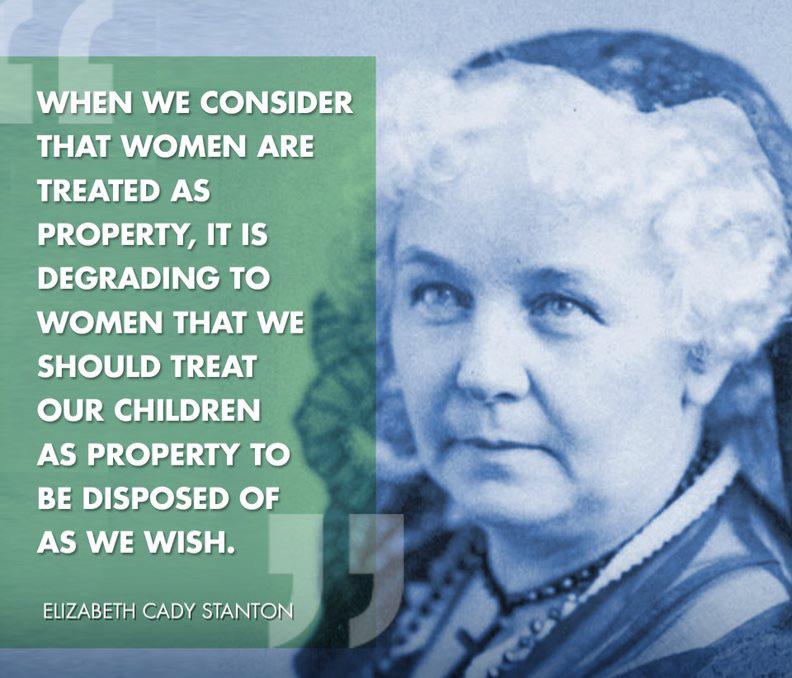 WHEN WE CONSIDER
THAT WOMEN ARE
TREATED AS
PROPERTY, IT IS
DEGRADING TO
WOMEN THAT WE
SHOULD TREAT
OUR CHILDREN
AS PROPERTY TO
BE DISPOSED OF
AS WE WISH.
ELIZABETH CADY STANTON